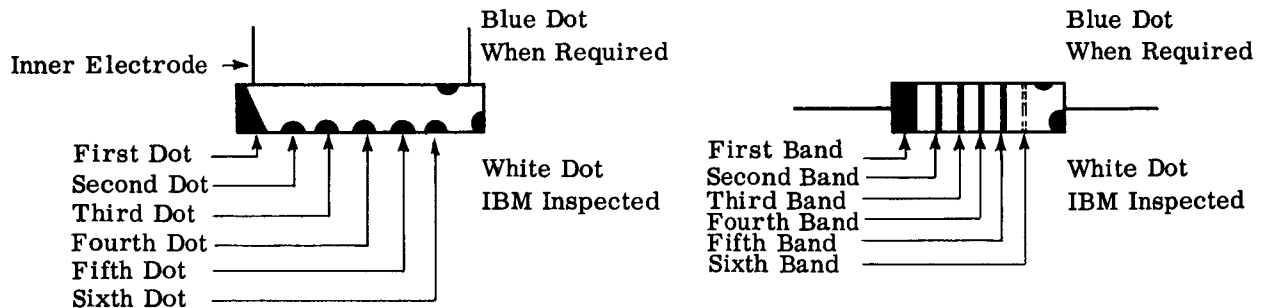 Blue Dot
When Required
Inner Electrode
First Dot
Second Dot
Third Dot
Fourth Dot
Fifth Dot
Sixth Dot
White Dot
IBM Inspected
Blue Dot
When Required
First Band
Second Band
Third Band
Fourth Band
Fifth Band
Sixth Band
White Dot
IBM Inspected